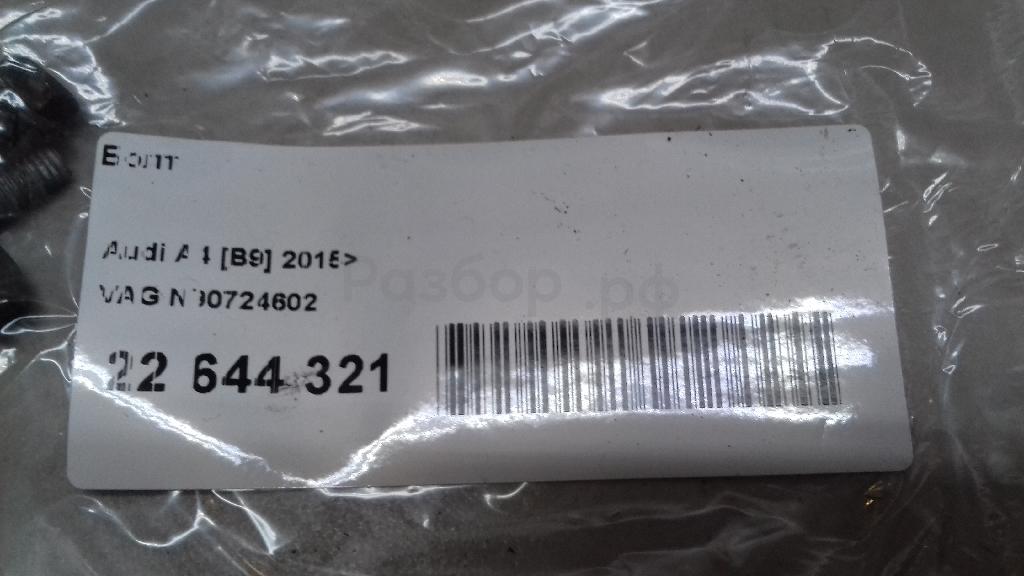 Болт
Audi A4 [B9] 2015>
VAG N90724602
Разбор.рф
22 644 321